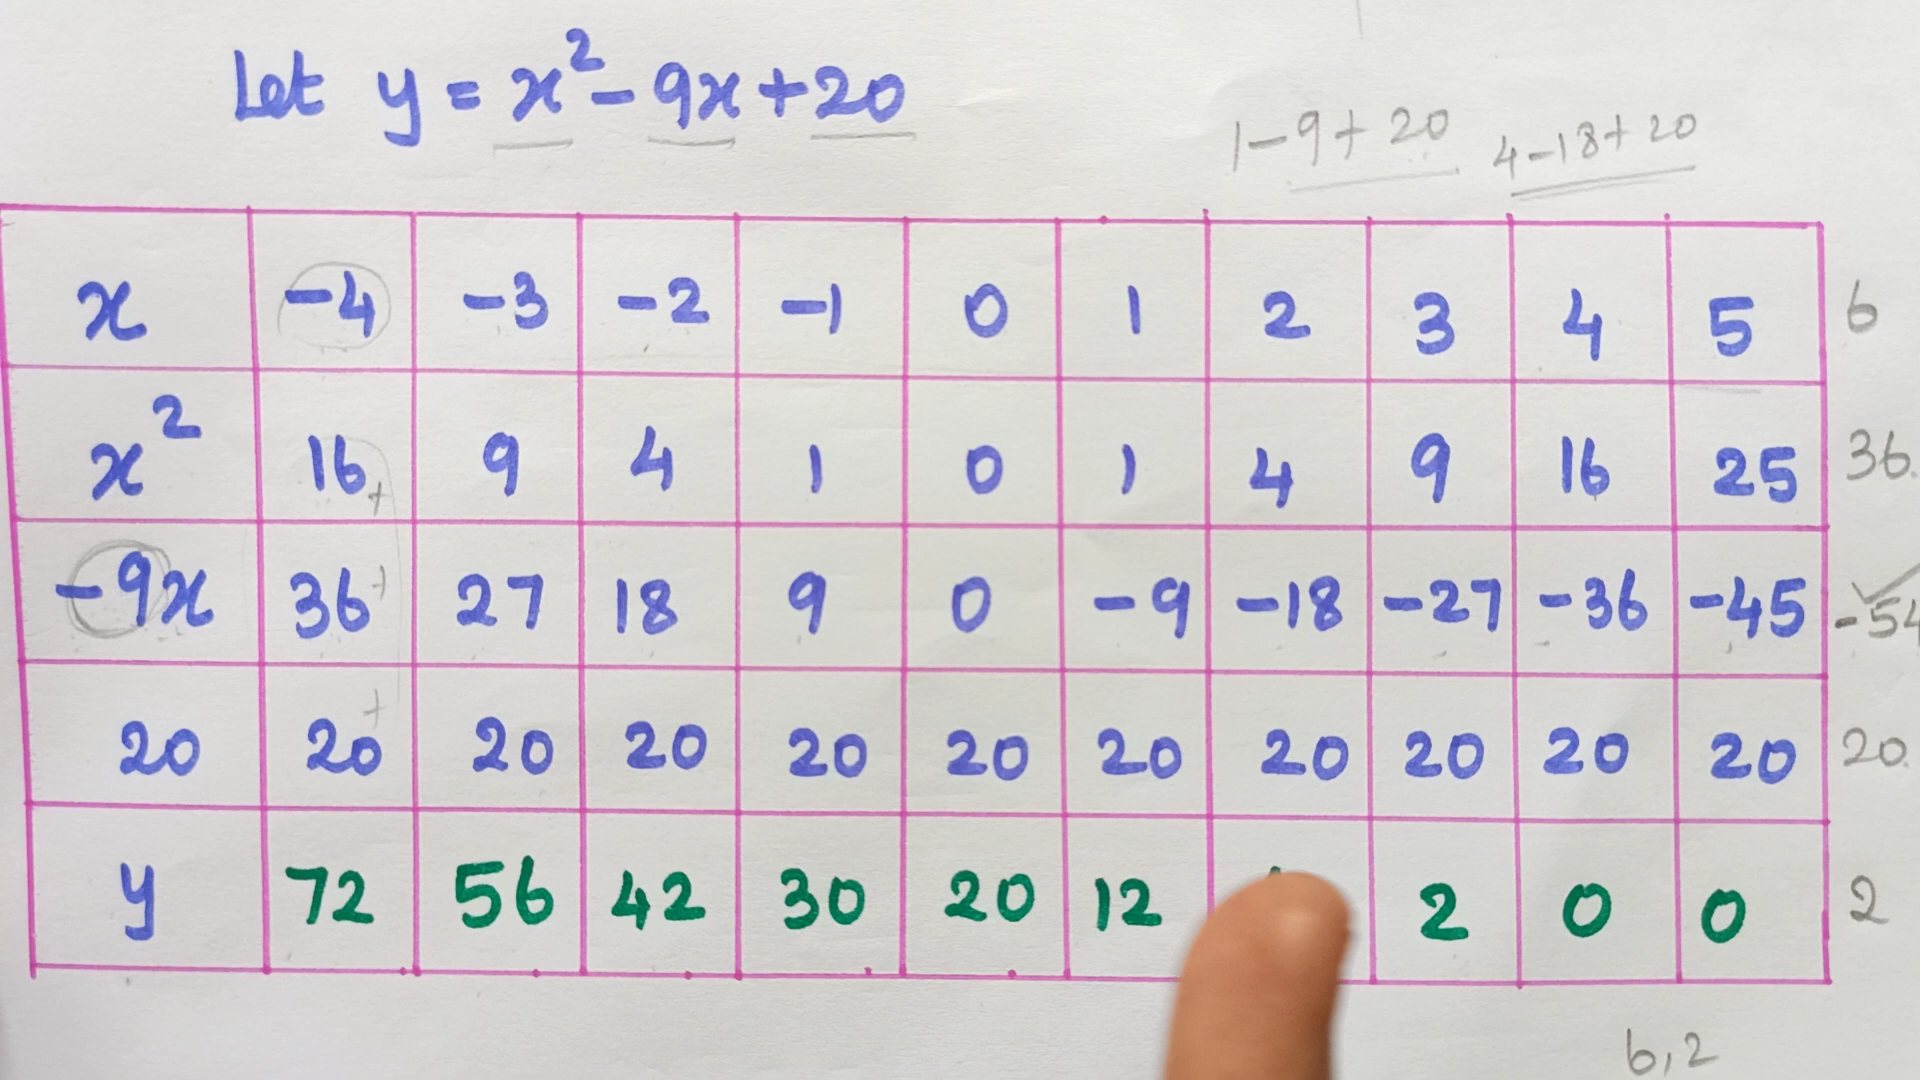 Let y = x² - 9x + 20
1 - 9 + 20 4 - 18 + 20
x -4 -3 -2 -1 0 1 2 3 4 5 6
x² 16 + 9 4 1 0 1 4 9 16 25 36
-9x 36 + 27 18 9 0 -9 -18 -27 -36 -45 -54
20 20 + 20 20 20 20 20 20 20 20 20 20
y 72 56 42 30 20 12 2 0 0 2
6,2